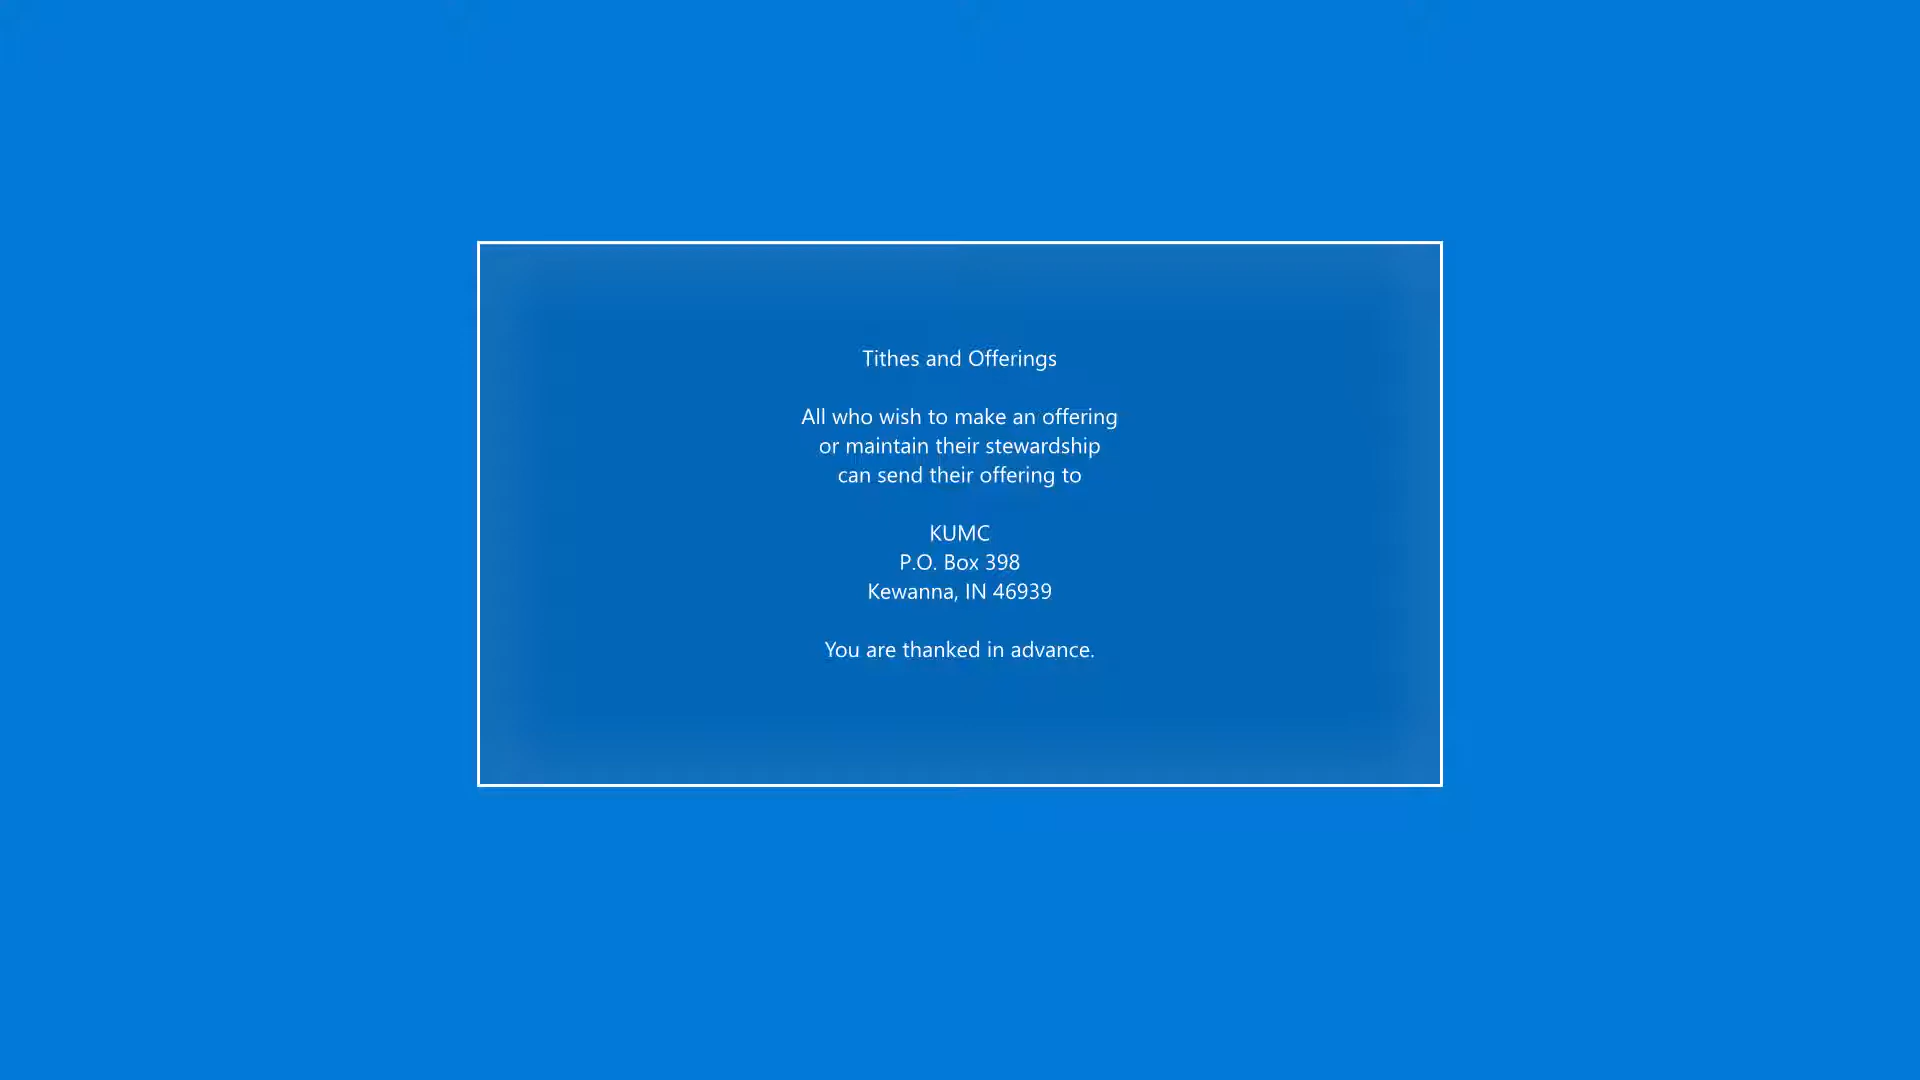 Tithes and Offerings
All who wish to make an offering
or maintain their stewardship
can send their offering to
KUMC
P.O. Box 398
Kewanna, IN 46939
You are thanked in advance.